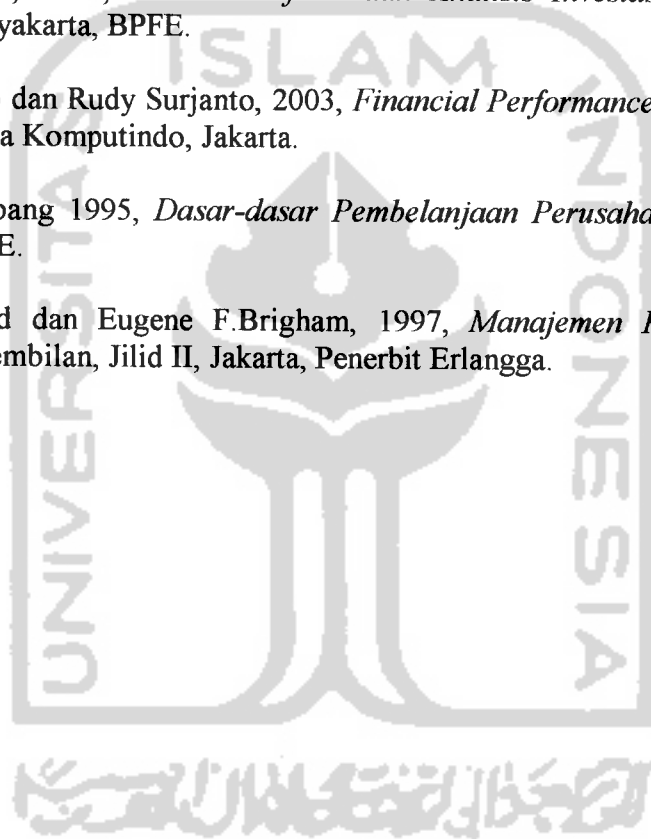 yakarta, BPFE.
dan Rudy Surjanto, 2003, Financial Performance
a Komputindo, Jakarta.
bang 1995, Dasar-dasar Pembelanjaan Perusaha
E.
d dan Eugene F.Brigham, 1997, Manajemen
embilan, Jilid II, Jakarta, Penerbit Erlangga.
ISLAM
UNIVERSITAS
INDONESIA